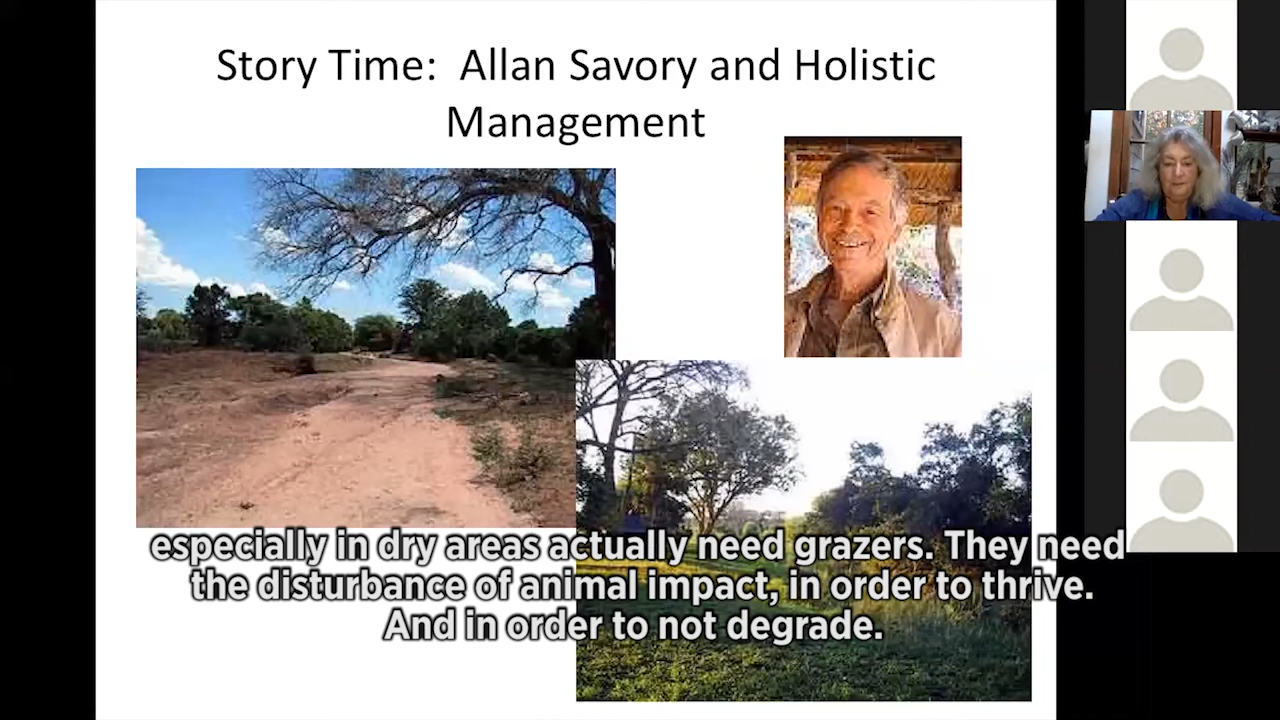 Story Time:  Allan Savory and Holistic
Management
especially in dry areas actually need grazers. They need
the disturbance of animal impact, in order to thrive.
And in order to not degrade.